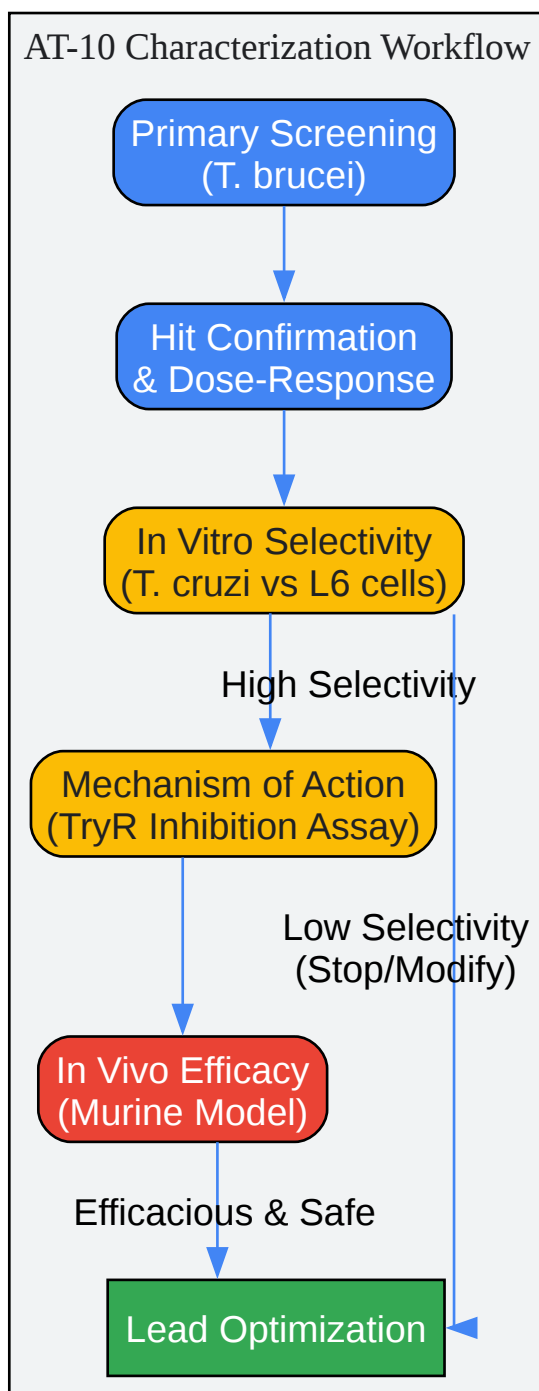 AT-10 Characterization Workflow
Primary Screening
(T. brucei)
Hit Confirmation
& Dose-Response
In Vitro Selectivity
(T. cruzi vs L6 cells)
High Selectivity
Mechanism of Action
(TryR Inhibition Assay)
Low Selectivity
(Stop/Modify)
In Vivo Efficacy
(Murine Model)
Efficacious & Safe
Lead Optimization